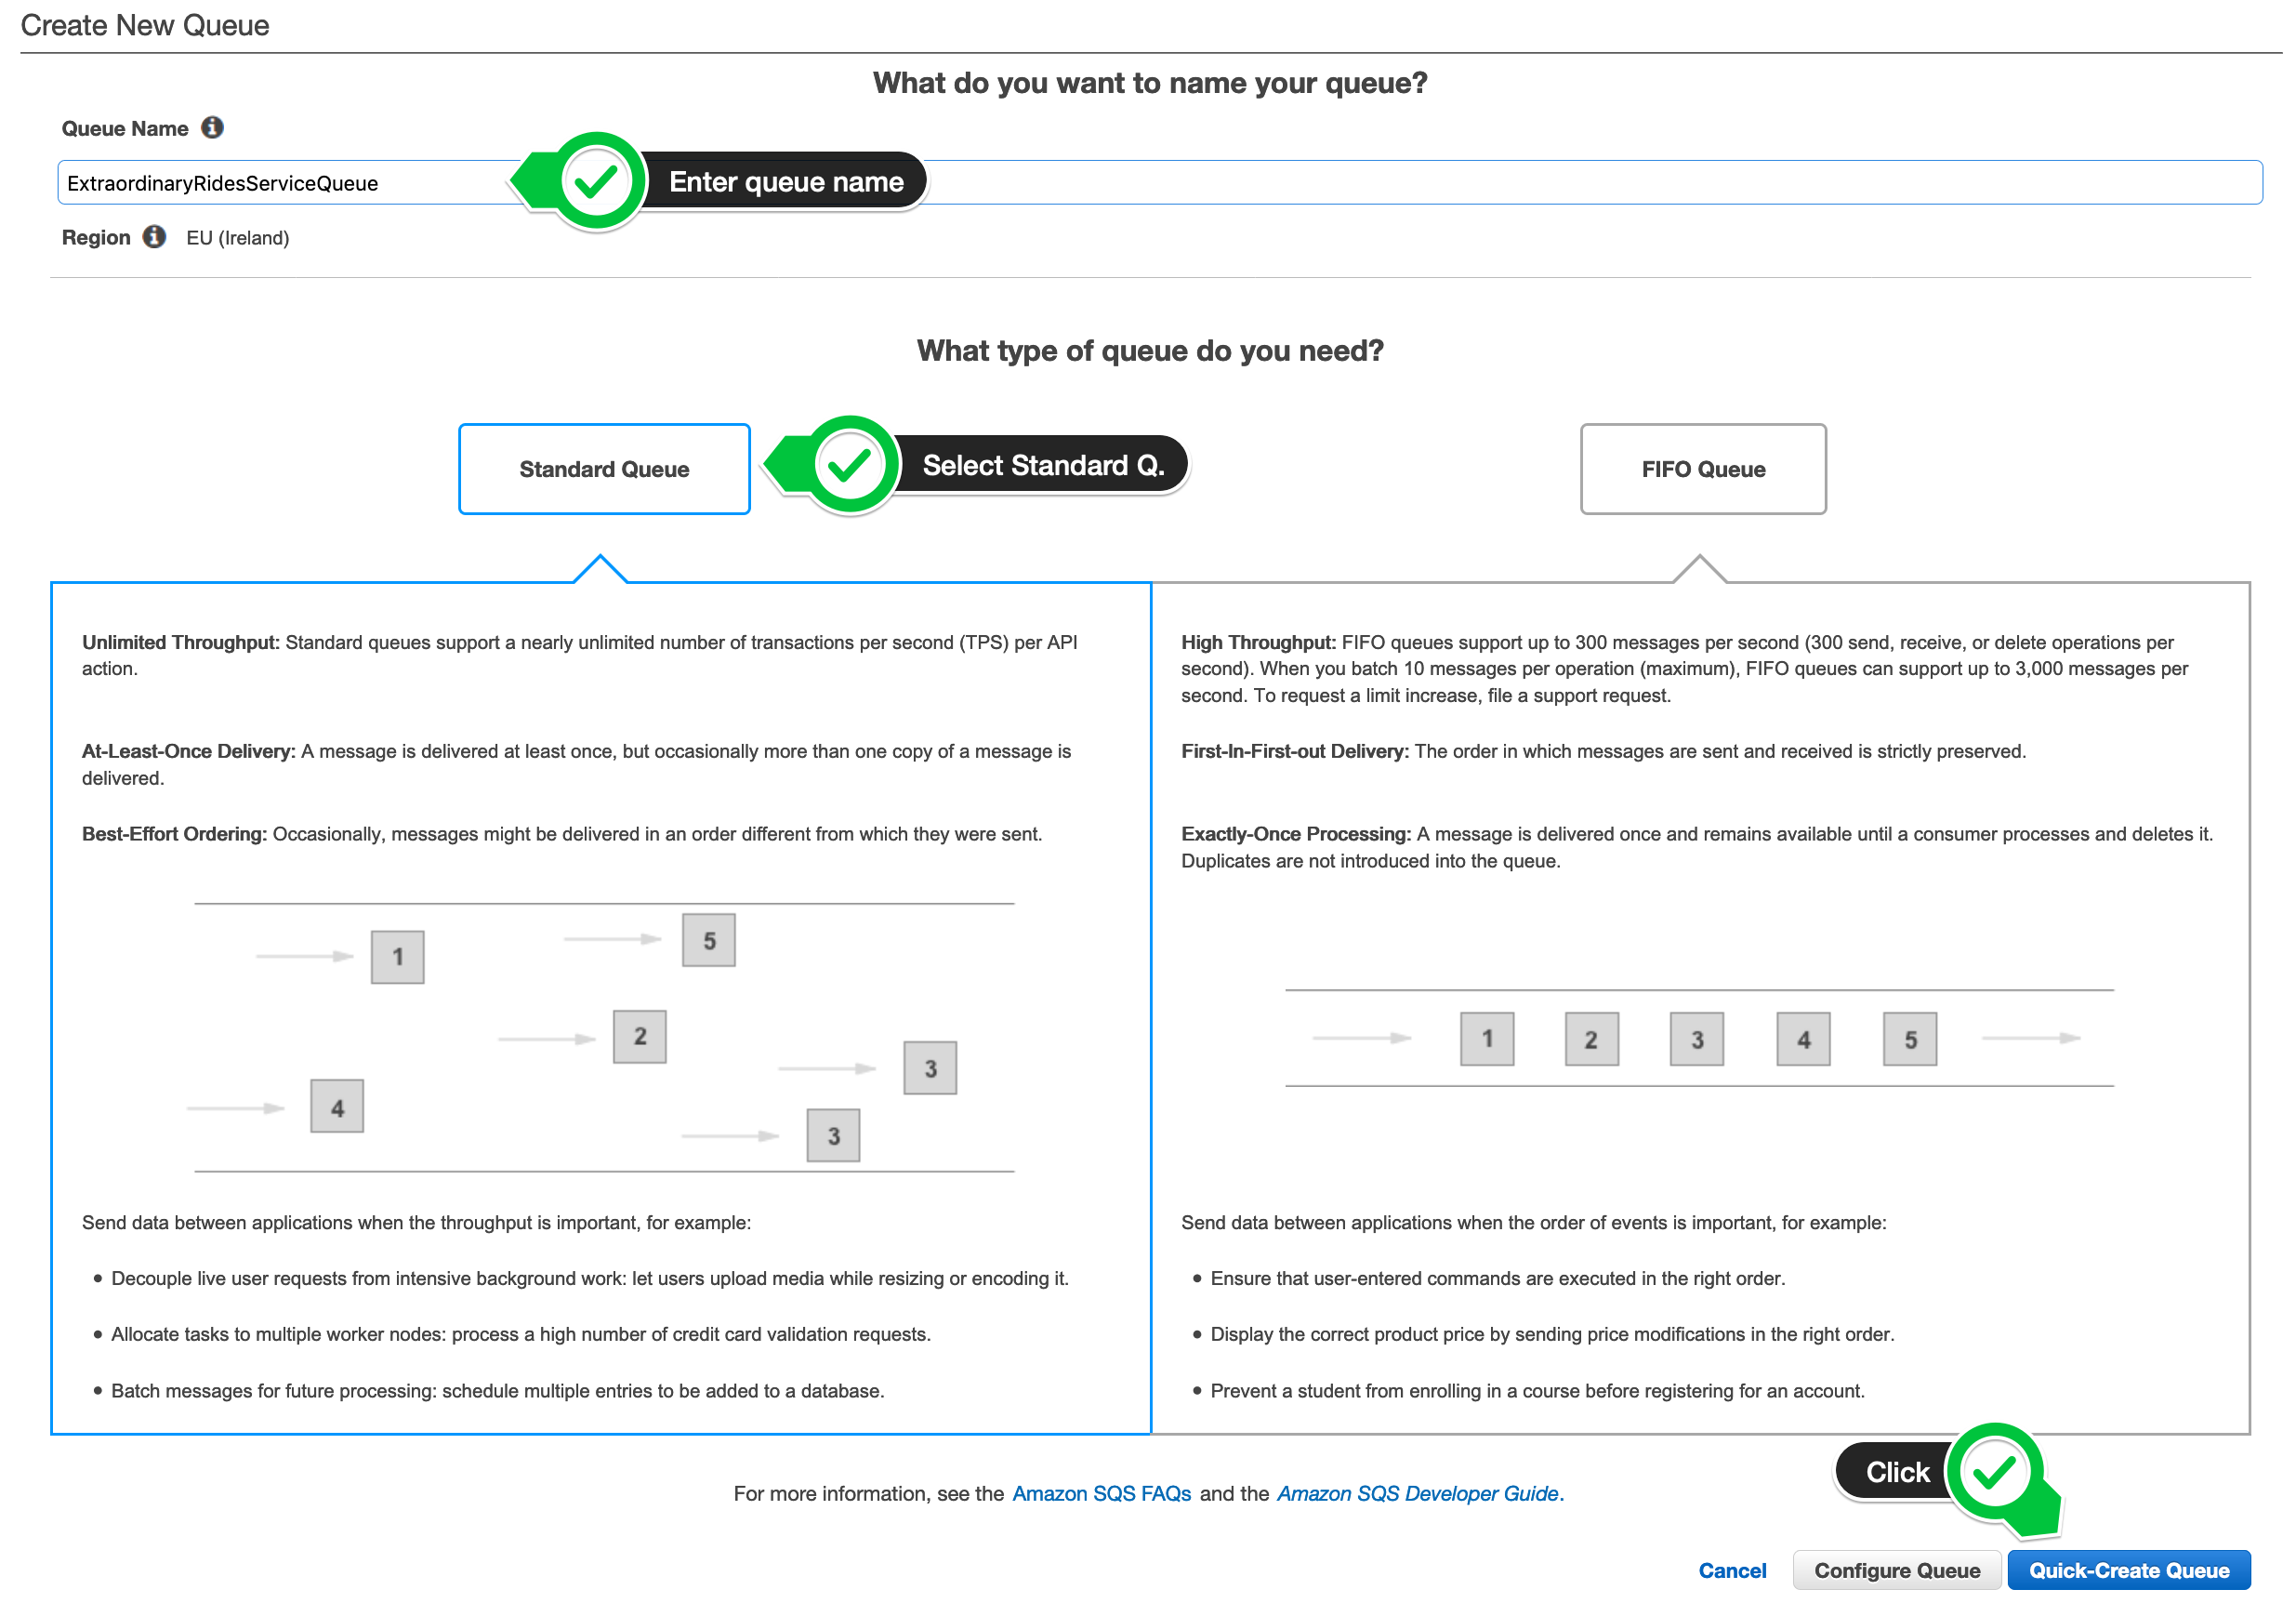 Create New Queue
What do you want to name your queue?
Queue Name
ExtraordinaryRidesServiceQueue
Enter queue name
Region EU (Ireland)
What type of queue do you need?
Standard Queue
Select Standard Q.
FIFO Queue
Unlimited Throughput: Standard queues support a nearly unlimited number of transactions per second (TPS) per API
action.
At-Least-Once Delivery: A message is delivered at least once, but occasionally more than one copy of a message is
delivered.
Best-Effort Ordering: Occasionally, messages might be delivered in an order different from which they were sent.
1
5
2
3
4
3
Send data between applications when the throughput is important, for example:
• Decouple live user requests from intensive background work: let users upload media while resizing or encoding it.
• Allocate tasks to multiple worker nodes: process a high number of credit card validation requests.
• Batch messages for future processing: schedule multiple entries to be added to a database.
High Throughput: FIFO queues support up to 300 messages per second (300 send, receive, or delete operations per
second). When you batch 10 messages per operation (maximum), FIFO queues can support up to 3,000 messages per
second. To request a limit increase, file a support request.
First-In-First-out Delivery: The order in which messages are sent and received is strictly preserved.
Exactly-Once Processing: A message is delivered once and remains available until a consumer processes and deletes it.
Duplicates are not introduced into the queue.
1 2 3 4 5
Send data between applications when the order of events is important, for example:
• Ensure that user-entered commands are executed in the right order.
• Display the correct product price by sending price modifications in the right order.
• Prevent a student from enrolling in a course before registering for an account.
For more information, see the Amazon SQS FAQs and the Amazon SQS Developer Guide.
Click
Cancel
Configure Queue
Quick-Create Queue